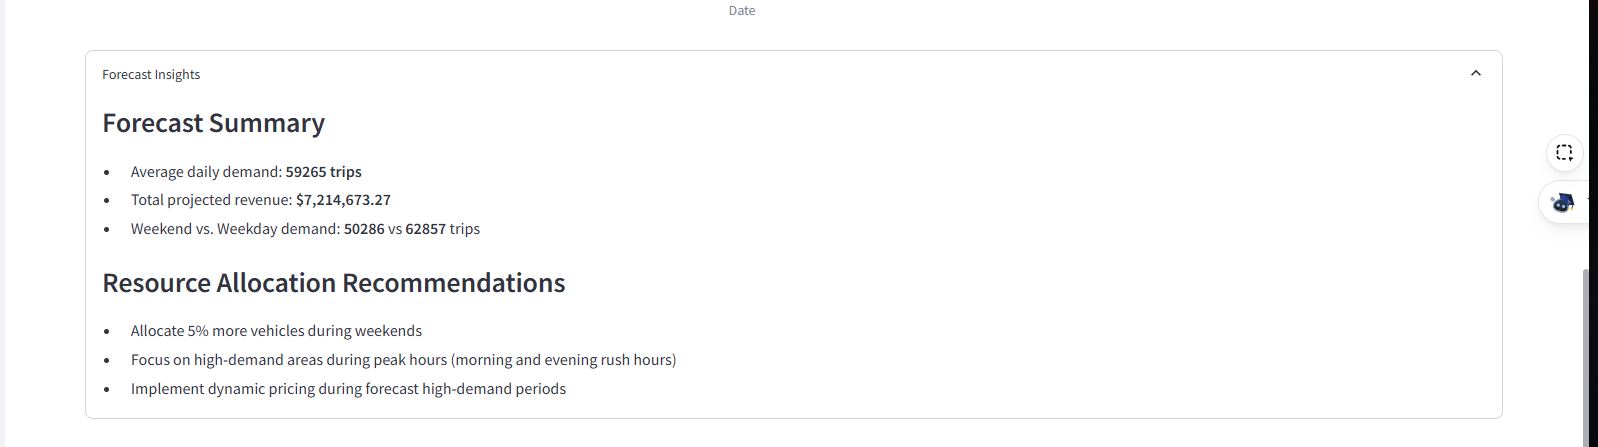 Date
Forecast Insights
Forecast Summary
Average daily demand: 59265 trips
Total projected revenue: $7,214,673.27
Weekend vs. Weekday demand: 50286 vs 62857 trips
Resource Allocation Recommendations
Allocate 5% more vehicles during weekends
Focus on high-demand areas during peak hours (morning and evening rush hours)
Implement dynamic pricing during forecast high-demand periods